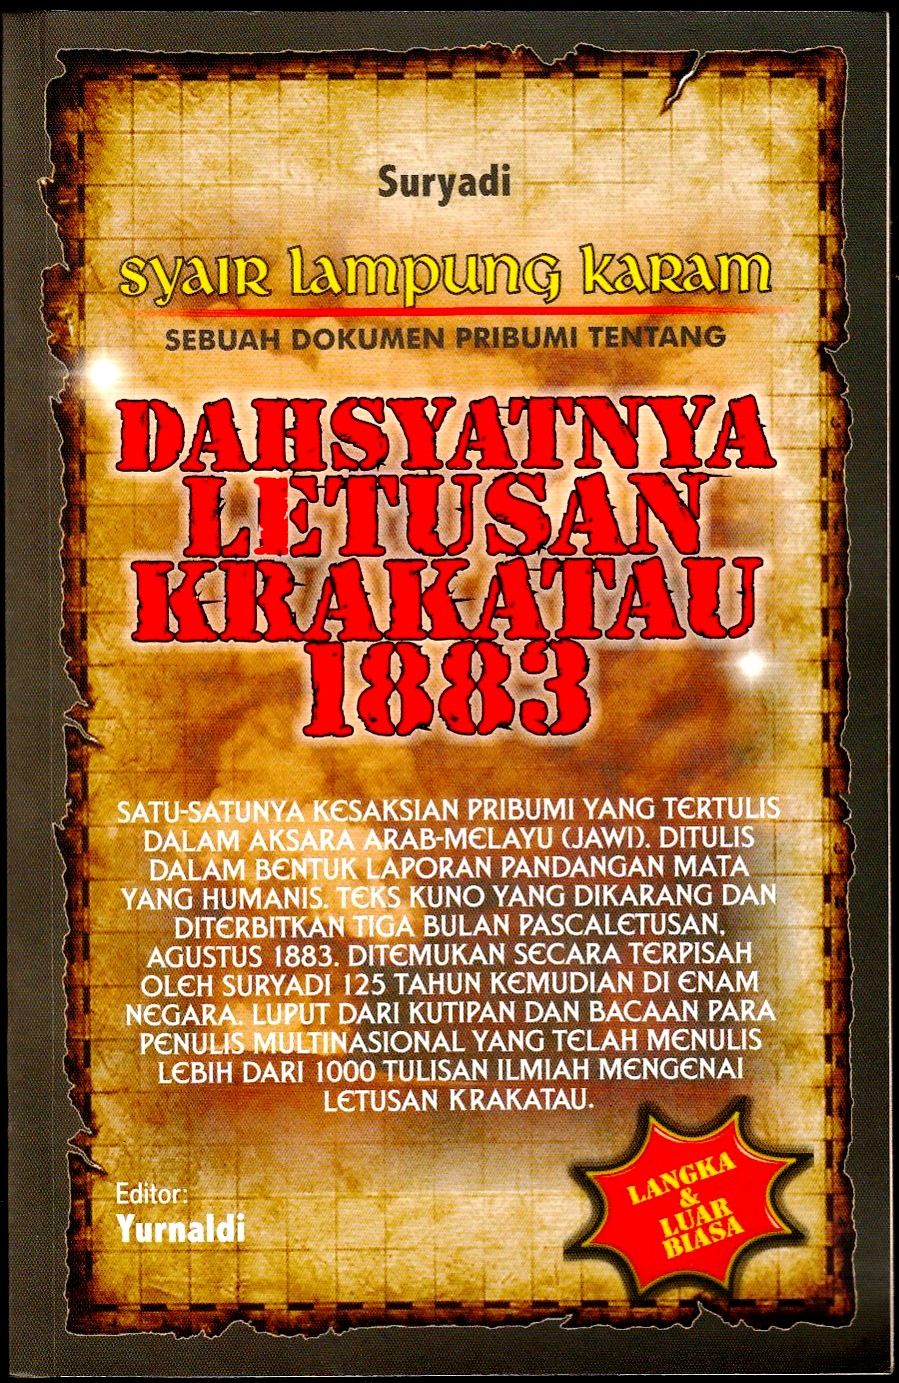 Suryadi
syair lampung karam
SEBUAH DOKUMEN PRIBUMI TENTANG
DAHSYATNYA
LETUSAN
KRAKATAU
1883
SATU-SATUNYA KESAKSIAN PRIBUMI YANG TERTULIS
DALAM AKSARA ARAB-MELAYU (JAWI). DITULIS
DALAM BENTUK LAPORAN PANDANGAN MATA
YANG HUMANIS. TEKS KUNO YANG DIKARANG DAN
DITERBITKAN TIGA BULAN PASCALETUSAN,
AGUSTUS 1883. DITEMUKAN SECARA TERPISAH
OLEH SURYADI 125 TAHUN KEMUDIAN DI ENAM
NEGARA. LUPUT DARI KUTIPAN DAN BACAAN PARA
PENULIS MULTINASIONAL YANG TELAH MENULIS
LEBIH DARI 1000 TULISAN ILMIAH MENGENAI
LETUSAN KRAKATAU.
Editor:
Yurnaldi
LANGKA
&
LUAR
BIASA